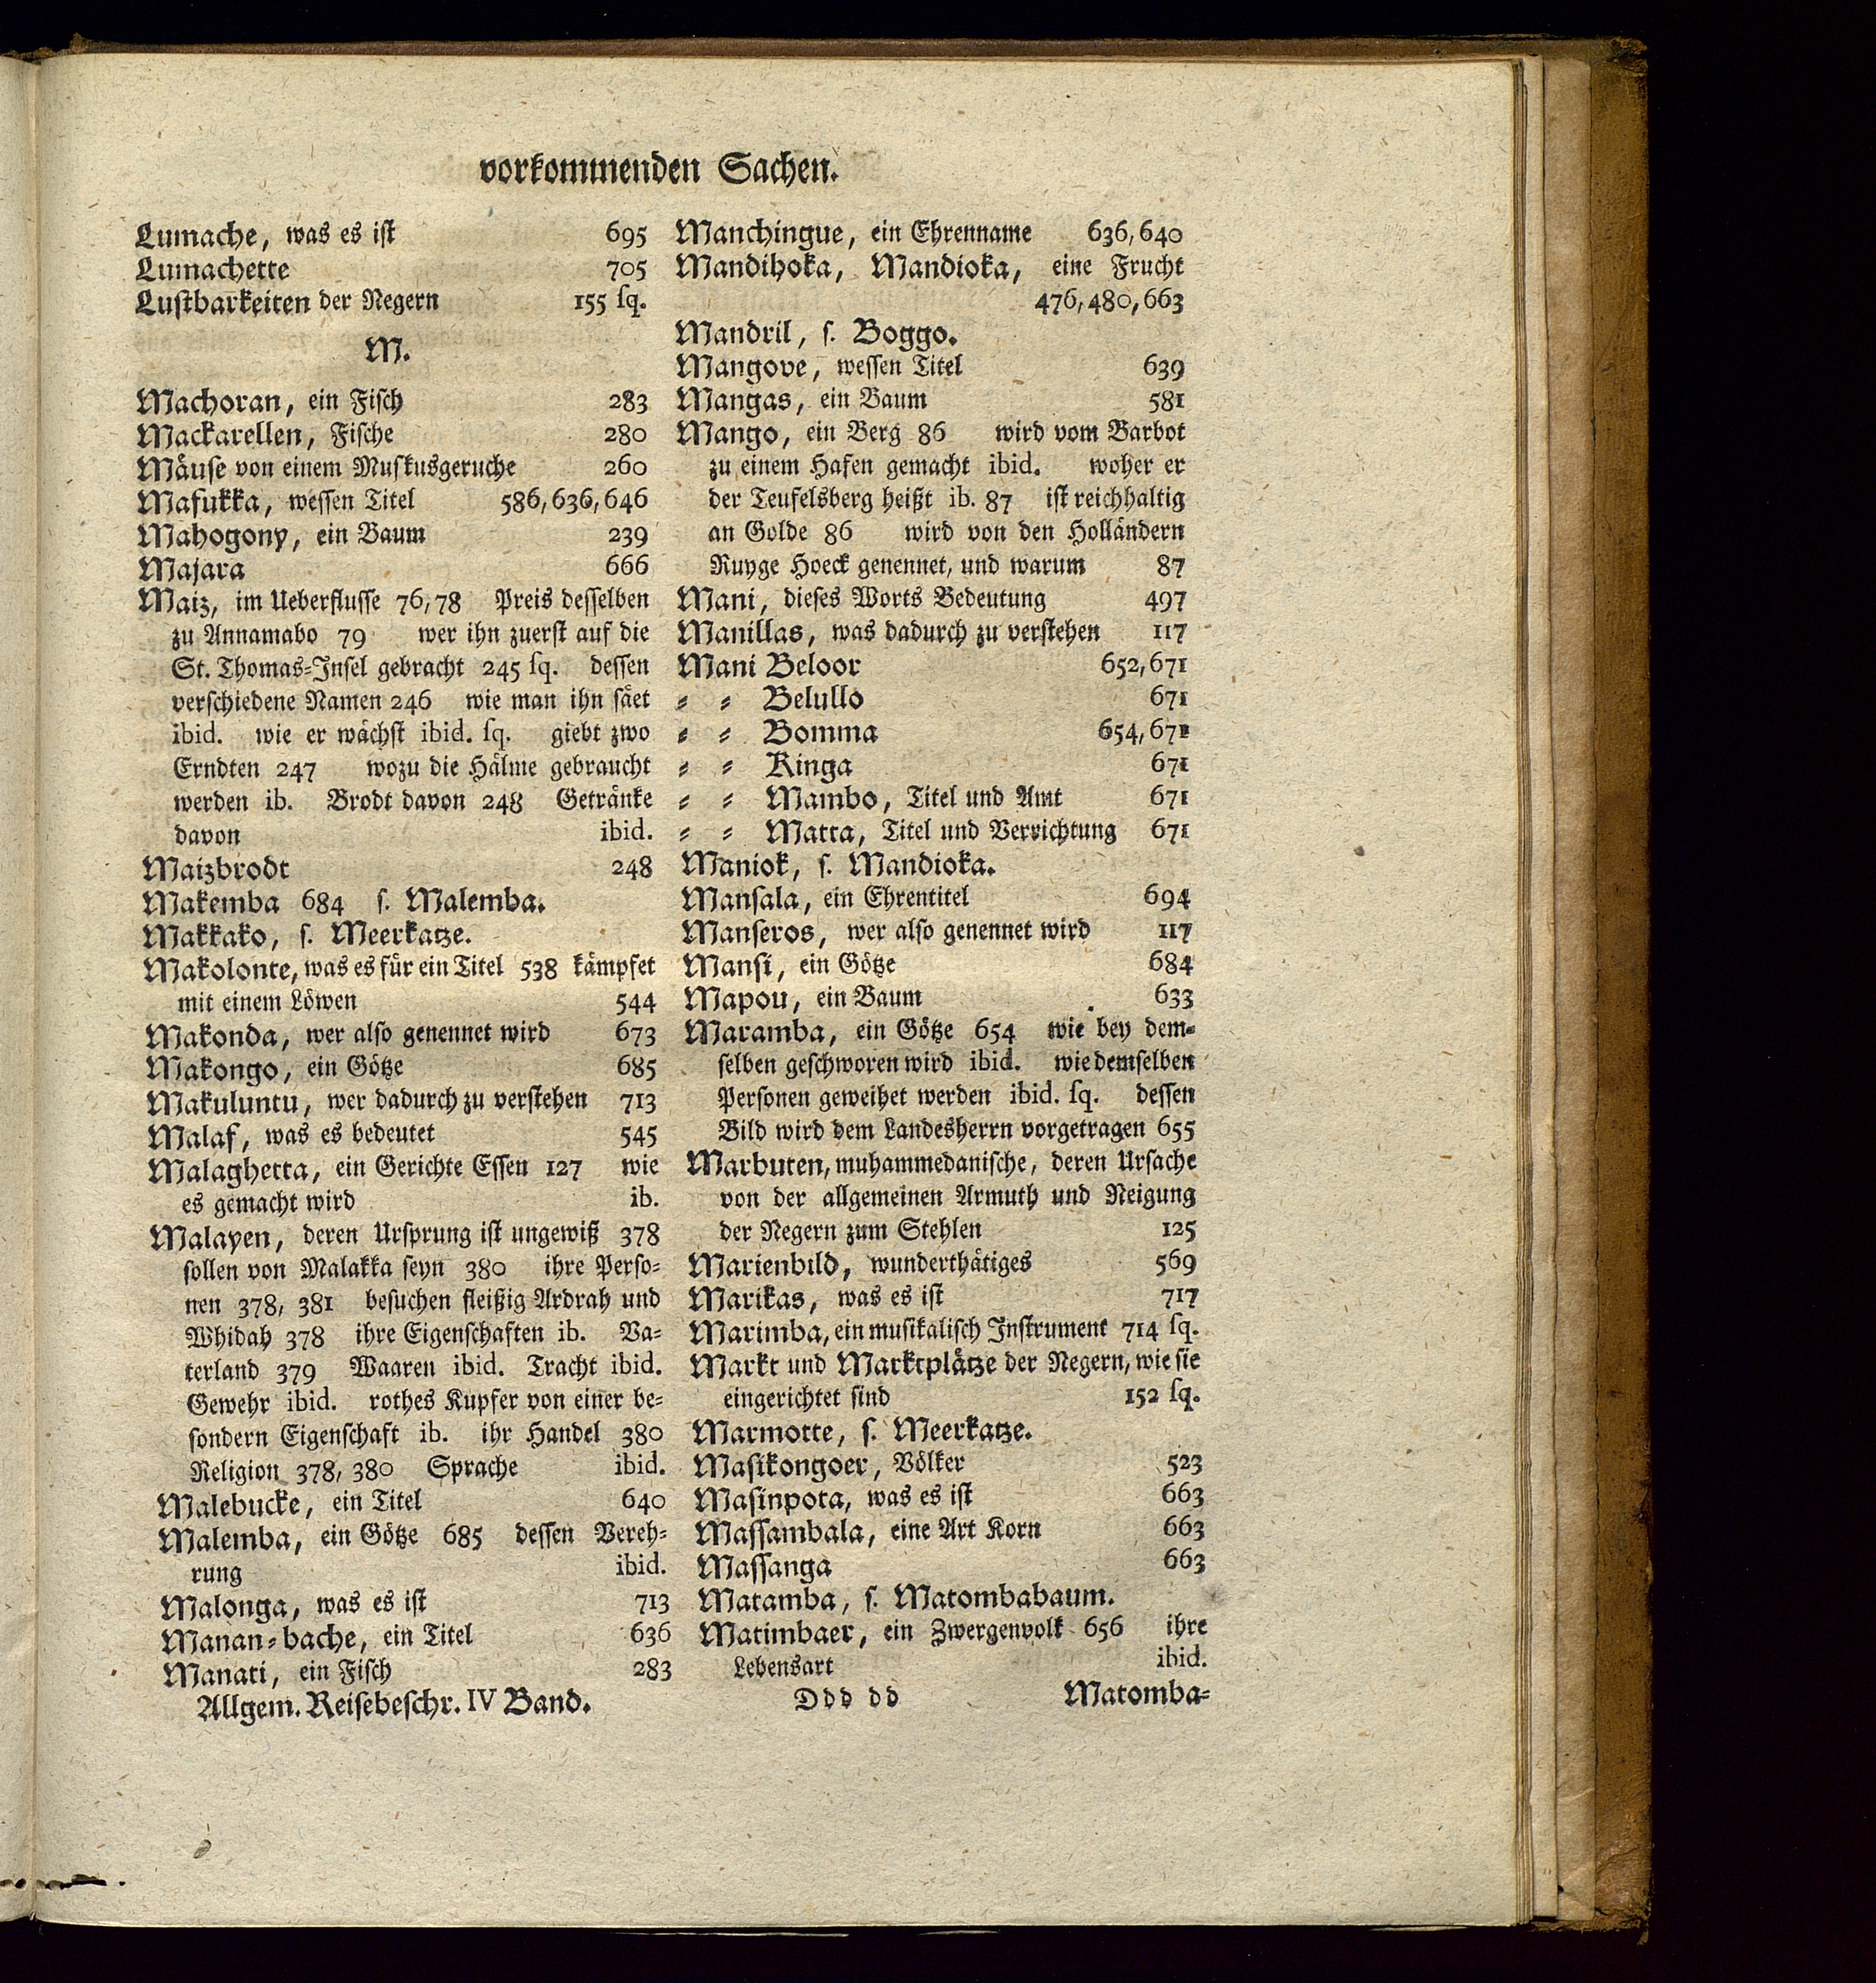 vorkommenden Sachen.
Lumache, was es ist 695
Lumachette 705
Lustbarkeiten der Negern 155 sq.
M.
Machoran, ein Fisch 283
Mackarellen, Fische 280
Mäuse von einem Muskusgeruche 260
Mafukka, wessen Titel 586, 636, 646
Mahogony, ein Baum 239
Majara 666
Maiz, im Ueberflusse 76, 78 Preis desselben
zu Annamabo 79 wer ihn zuerst auf die
St. Thomas-Insel gebracht 245 sq. dessen
verschiedene Namen 246 wie man ihn säet
ibid. wie er wächst ibid. sq. giebt zwo
Erndten 247 wozu die Hälme gebraucht
werden ib. Brodt davon 248 Getränke
davon ibid.
Maizbrodt 248
Makemba 684 s. Malemba.
Makkako, s. Meerkatze.
Makolonte, was es für ein Titel 538 kämpfet
mit einem Löwen 544
Makonda, wer also genennet wird 673
Makongo, ein Götze 685
Makuluntu, wer dadurch zu verstehen 713
Malaf, was es bedeutet 545
Malaghetta, ein Gerichte Essen 127 wie
es gemacht wird ib.
Malayen, deren Ursprung ist ungewiß 378
sollen von Malakka seyn 380 ihre Perso-
nen 378, 381 besuchen fleißig Ardrah und
Whidah 378 ihre Eigenschaften ib. Va-
terland 379 Waaren ibid. Tracht ibid.
Gewehr ibid. rothes Kupfer von einer be-
sondern Eigenschaft ib. ihr Handel 380
Religion 378, 380 Sprache ibid.
Malebucke, ein Titel 640
Malemba, ein Götze 685 dessen Vereh-
rung ibid.
Malonga, was es ist 713
Manan-bache, ein Titel 636
Manati, ein Fisch 283
Allgem. Reisebeschr. IV Band.
Manchingue, ein Ehrenname 636, 640
Mandihoka, Mandioka, eine Frucht
476, 480, 663
Mandril, s. Boggo.
Mangove, wessen Titel 639
Mangas, ein Baum 581
Mango, ein Berg 86 wird vom Barbot
zu einem Hafen gemacht ibid. woher er
der Teufelsberg heißt ib. 87 ist reichhaltig
an Golde 86 wird von den Holländern
Ruyge Hoeck genennet, und warum 87
Mani, dieses Worts Bedeutung 497
Manillas, was dadurch zu verstehen 117
Mani Beloor 652, 671
- - Belullo 671
- - Bomma 654, 671
- - Kinga 671
- - Mambo, Titel und Amt 671
- - Matta, Titel und Verrichtung 671
Maniok, s. Mandioka.
Mansala, ein Ehrentitel 694
Manseros, wer also genennet wird 117
Mansi, ein Götze 684
Mapou, ein Baum 633
Maramba, ein Götze 654 wie bey dem-
selben geschworen wird ibid. wie demselben
Personen geweihet werden ibid. sq. dessen
Bild wird dem Landesherrn vorgetragen 655
Marbuten, muhammedanische, deren Ursache
von der allgemeinen Armuth und Neigung
der Negern zum Stehlen 125
Marienbild, wunderthätiges 569
Marikas, was es ist 717
Marimba, ein musikalisch Instrument 714 sq.
Markt und Marktplätze der Negern, wie sie
eingerichtet sind 152 sq.
Marmotte, s. Meerkatze.
Masikongoer, Völker 523
Masinpota, was es ist 663
Massambala, eine Art Korn 663
Massanga 663
Matamba, s. Matombabaum.
Matimbaer, ein Zwergenvolk 656 ihre
Lebensart ibid.
Ddd dd Matomba-